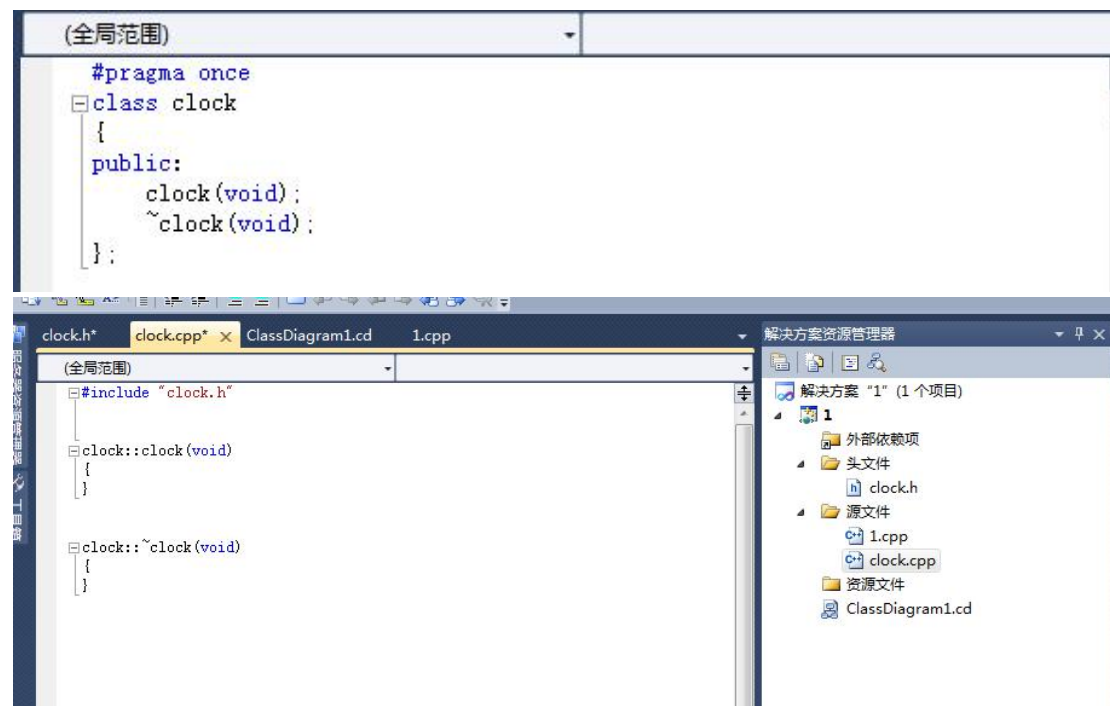 (全局范围)
#pragma once
class clock
{
public:
clock(void);
~clock(void);
};
clock.h*
clock.cpp*
ClassDiagram1.cd
1.cpp
(全局范围)
#include "clock.h"
clock::clock(void)
{
}
clock::~clock(void)
{
}
解决方案资源管理器
解决方案 "1" (1 个项目)
1
外部依赖项
头文件
clock.h
源文件
1.cpp
clock.cpp
资源文件
ClassDiagram1.cd
工具箱